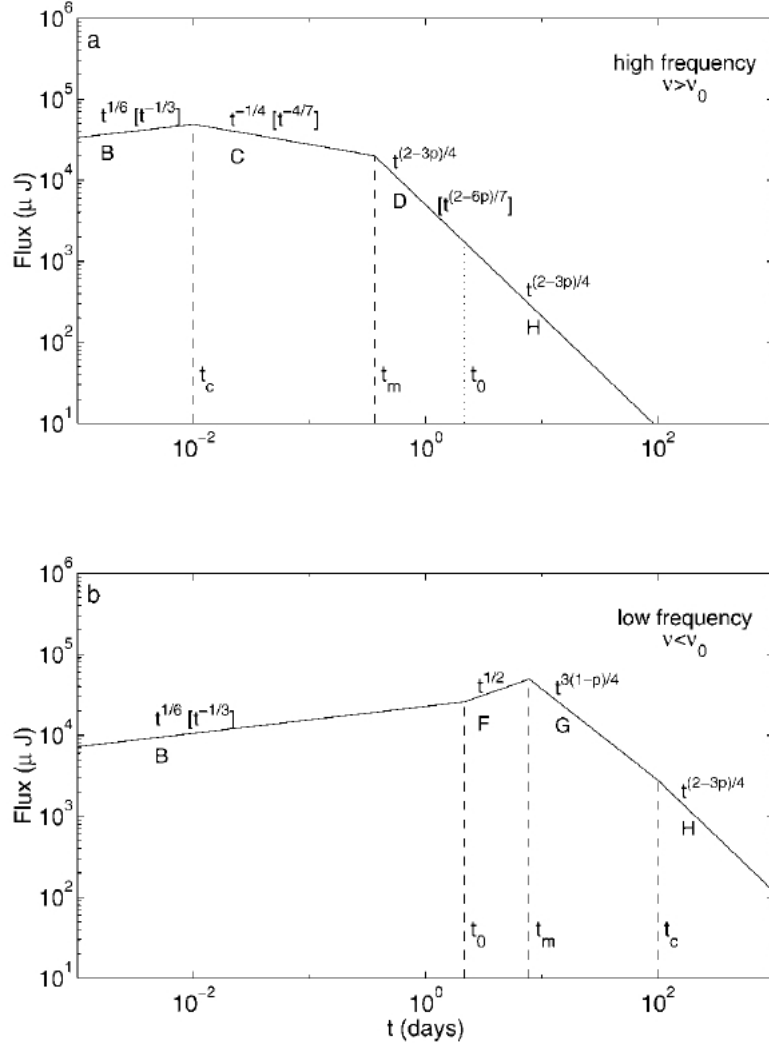 a
high frequency
ν>ν₀
t^{1/6} [t^{-1/3}]
t^{-1/4} [t^{-4/7}]
B
C
t^{(2-3p)/4}
D
[t^{(2-6p)/7}]
t^{(2-3p)/4}
H
t_c
t_m
t_0
Flux (μ J)
10^6
10^5
10^4
10^3
10^2
10^1
10^{-2}
10^0
10^2
b
low frequency
ν<ν₀
t^{1/6} [t^{-1/3}]
B
t^{1/2}
F
t^{3(1-p)/4}
G
t^{(2-3p)/4}
H
t_0
t_m
t_c
Flux (μ J)
10^6
10^5
10^4
10^3
10^2
10^1
10^{-2}
10^0
10^2
t (days)